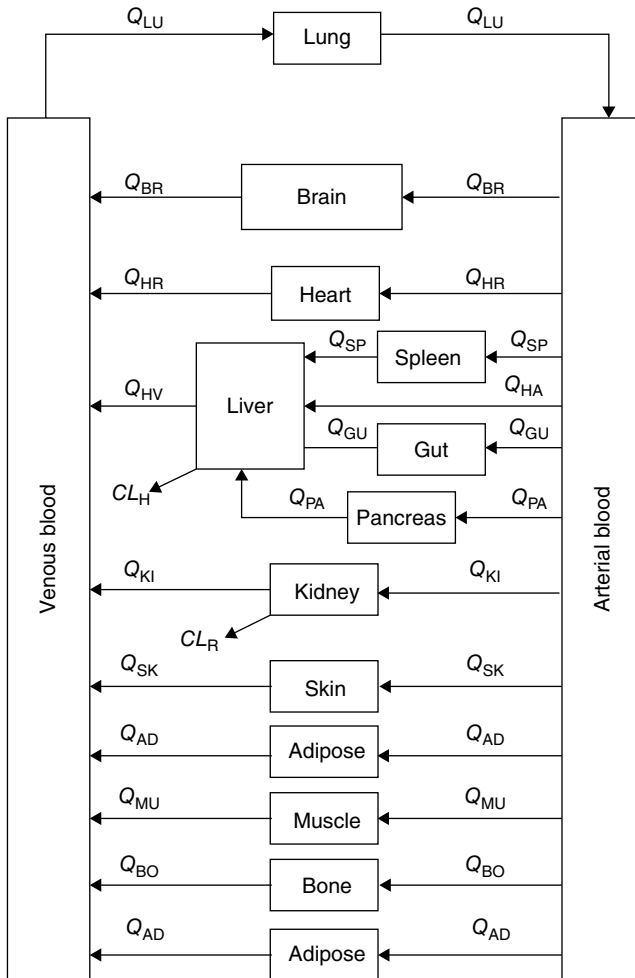 Q_LU Q_LU
Lung
Q_BR Brain Q_BR
Q_HR Heart Q_HR
Q_SP Spleen Q_SP
Q_HV Liver Q_HA
Q_GU Gut Q_GU
CL_H Q_PA Pancreas Q_PA
Venous blood
Arterial blood
Q_KI Kidney Q_KI
CL_R
Q_SK Skin Q_SK
Q_AD Adipose Q_AD
Q_MU Muscle Q_MU
Q_BO Bone Q_BO
Q_AD Adipose Q_AD